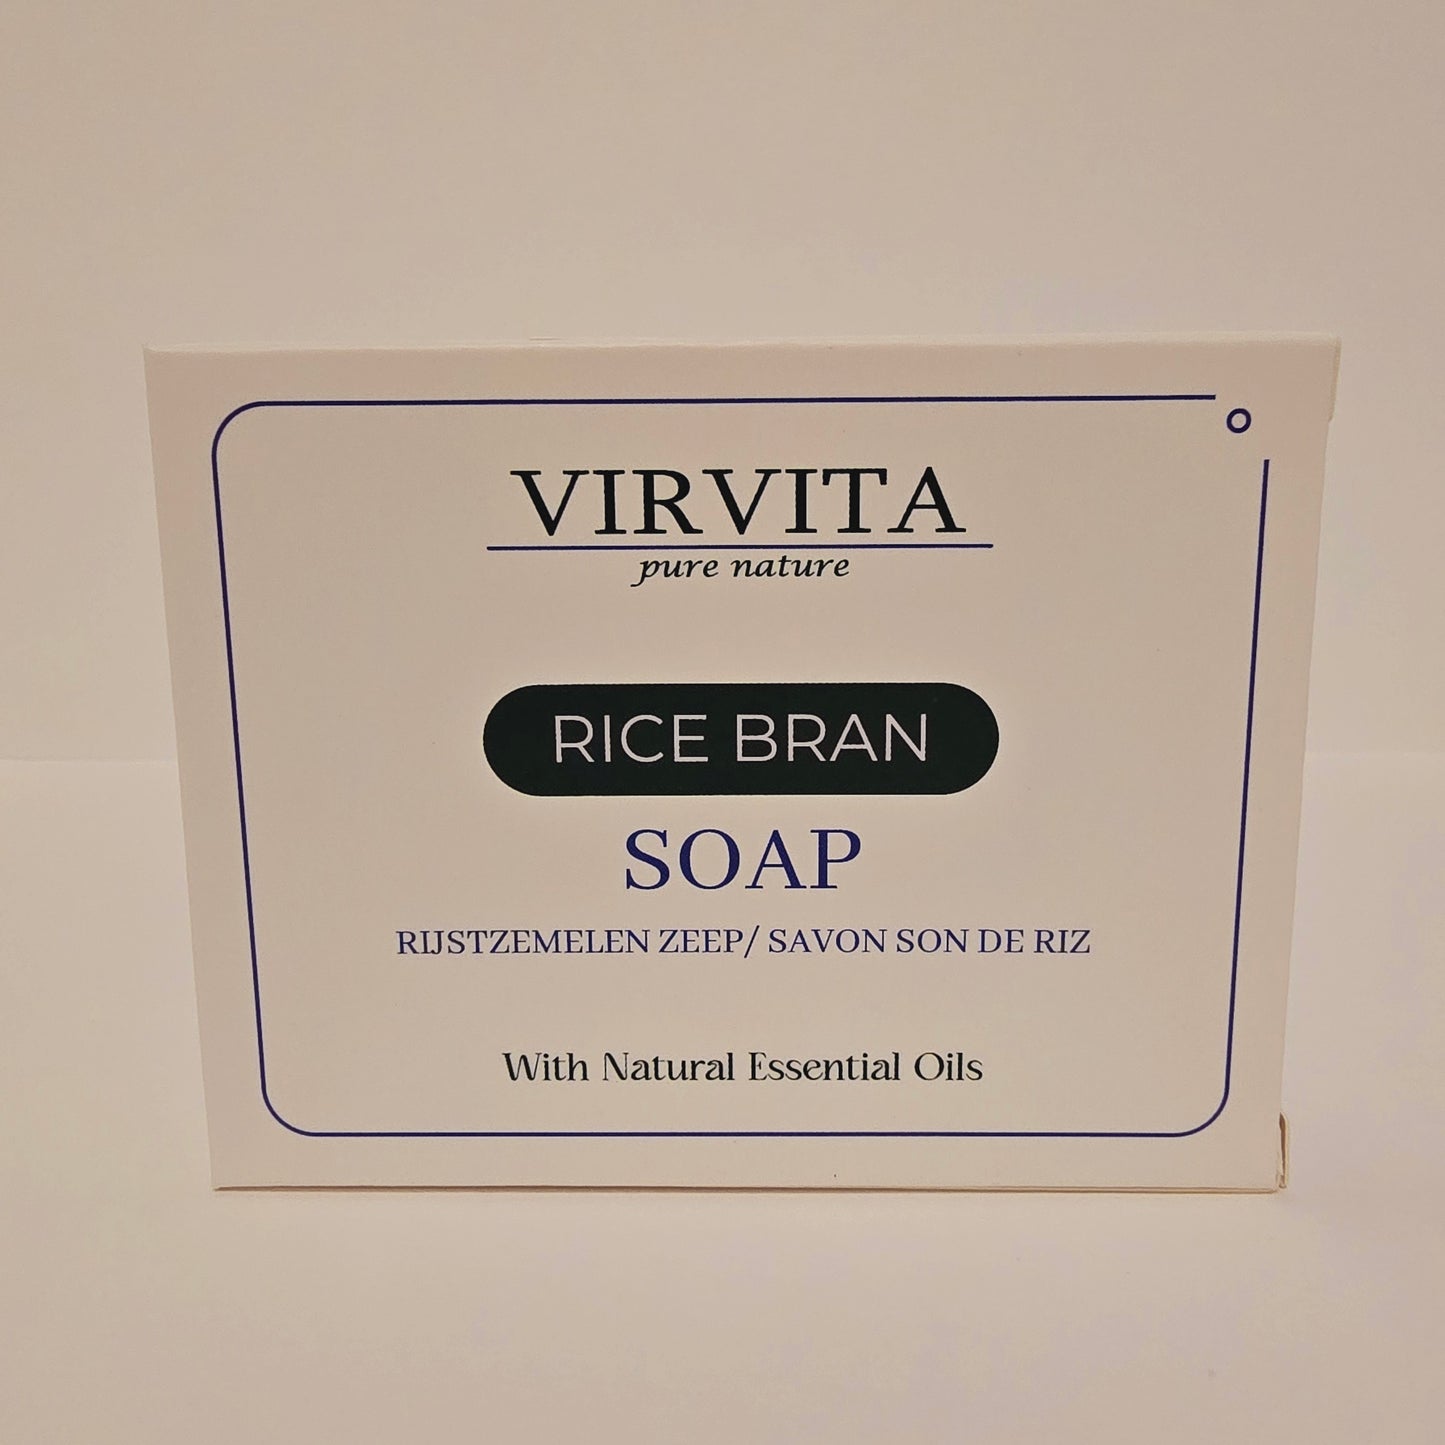 VIRVITA
pure nature
RICE BRAN
SOAP
RIJSTZEMELEN ZEEP/ SAVON SON DE RIZ
With Natural Essential Oils